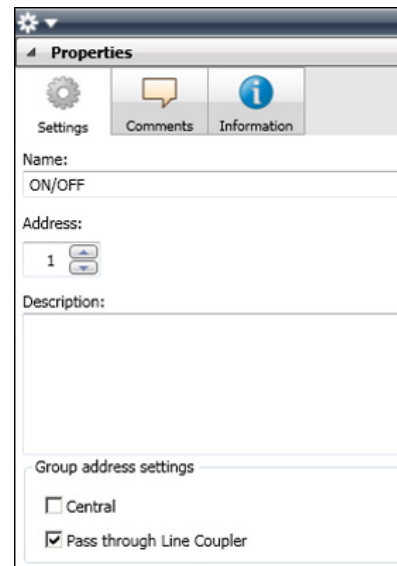 Properties
Settings Comments Information
Name:
ON/OFF
Address:
1
Description:
Group address settings
Central
Pass through Line Coupler